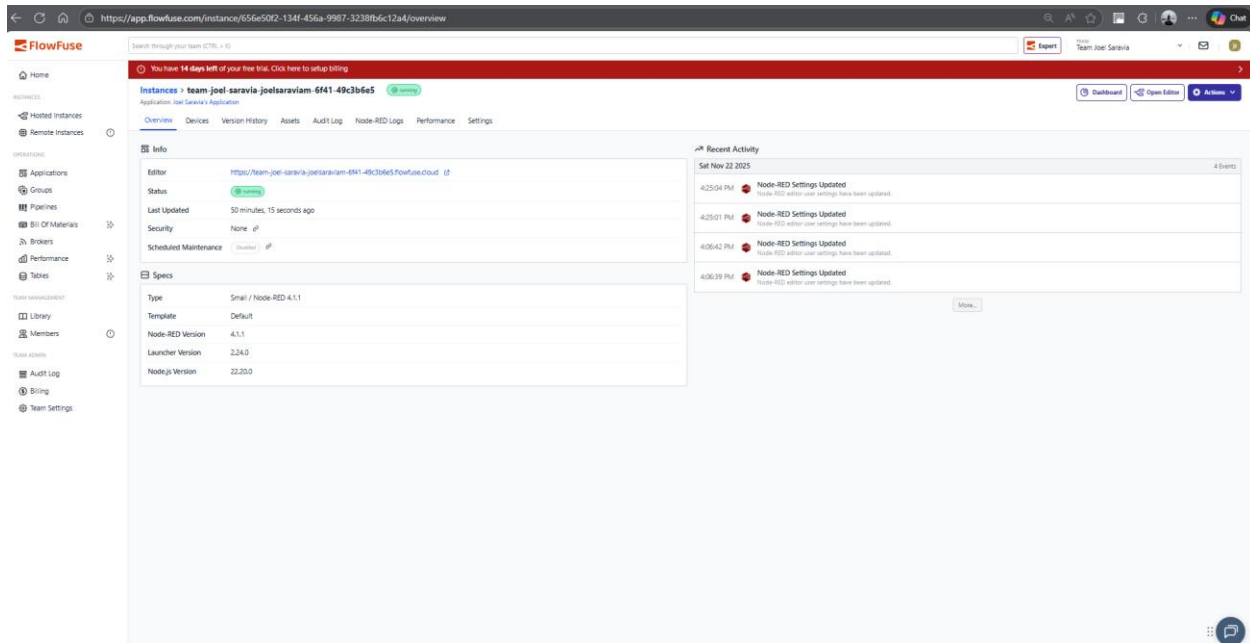 https://app.flowfuse.com/instance/656e50f2-134f-456a-9987-3238fb6c12a4/overview
Chat
FlowFuse
Search through your team (CTRL + K)
Expert
TEAM:
Team Joel Saravia
Home
INSTANCES
Hosted Instances
Remote Instances
OPERATIONS
Applications
Groups
Pipelines
Bill Of Materials
Brokers
Performance
Tables
TEAM MANAGEMENT
Library
Members
TEAM ADMIN
Audit Log
Billing
Team Settings
You have 14 days left of your free trial. Click here to setup billing
Instances > team-joel-saravia-joelsaraviam-6f41-49c3b6e5 running
Application: Joel Saravia's Application
Dashboard Open Editor Actions
Overview Devices Version History Assets Audit Log Node-RED Logs Performance Settings
Info
Editor https://team-joel-saravia-joelsaraviam-6f41-49c3b6e5.flowfuse.cloud
Status running
Last Updated 50 minutes, 15 seconds ago
Security None
Scheduled Maintenance Disabled
Specs
Type Small / Node-RED 4.1.1
Template Default
Node-RED Version 4.1.1
Launcher Version 2.24.0
Node.js Version 22.20.0
Recent Activity
Sat Nov 22 2025 4 Events
4:25:04 PM Node-RED Settings Updated
Node-RED editor user settings have been updated.
4:25:01 PM Node-RED Settings Updated
Node-RED editor user settings have been updated.
4:06:42 PM Node-RED Settings Updated
Node-RED editor user settings have been updated.
4:06:39 PM Node-RED Settings Updated
Node-RED editor user settings have been updated.
More...